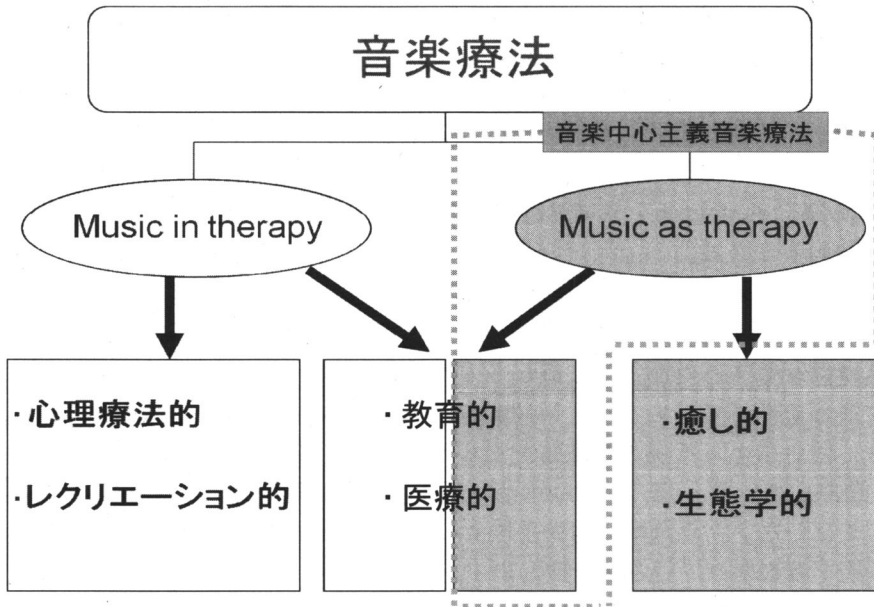 音楽療法
音楽中心主義音楽療法
Music in therapy
Music as therapy
・心理療法的
・レクリエーション的
・教育的
・医療的
・癒し的
・生態学的